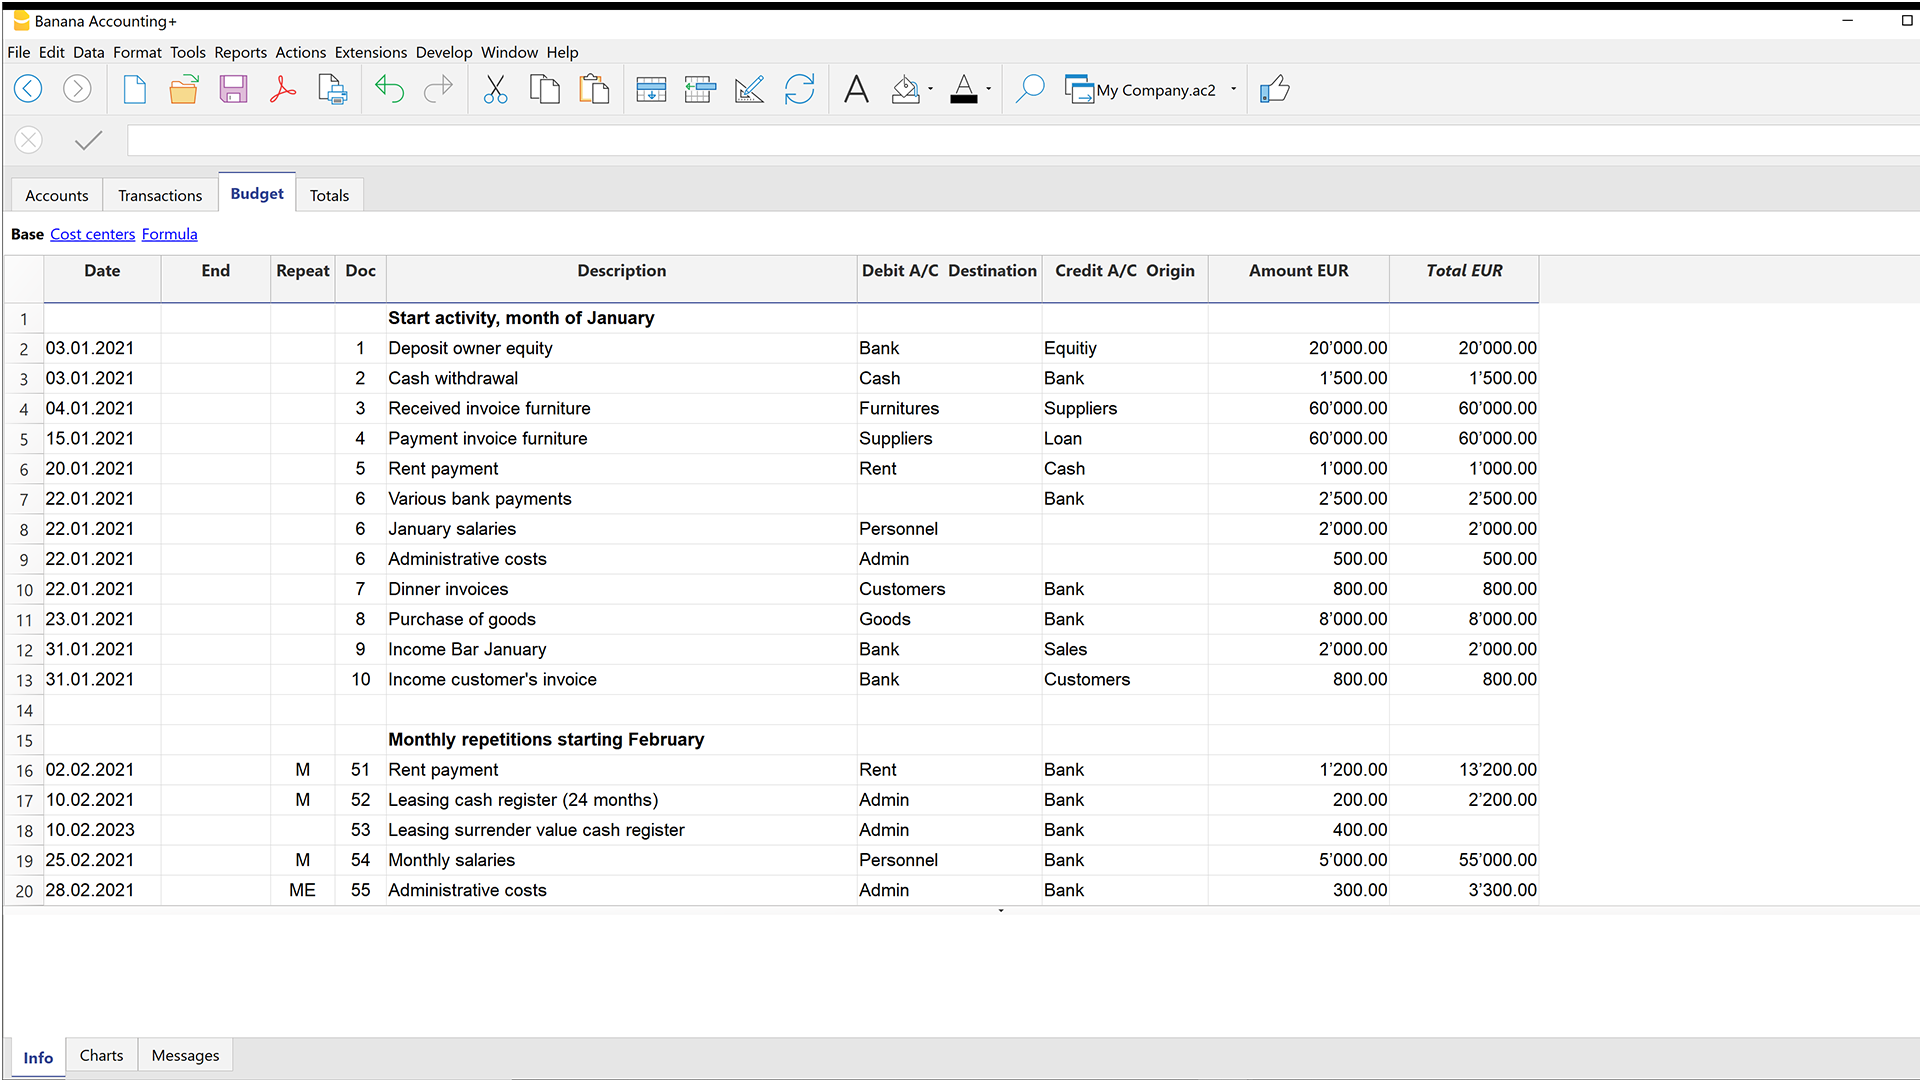 Banana Accounting+
File Edit Data Format Tools Reports Actions Extensions Develop Window Help
My Company.ac2
Accounts Transactions Budget Totals
Base Cost centers Formula
Date End Repeat Doc Description Debit A/C Destination Credit A/C Origin Amount EUR Total EUR
1 Start activity, month of January
2 03.01.2021 1 Deposit owner equity Bank Equitiy 20’000.00 20’000.00
3 03.01.2021 2 Cash withdrawal Cash Bank 1’500.00 1’500.00
4 04.01.2021 3 Received invoice furniture Furnitures Suppliers 60’000.00 60’000.00
5 15.01.2021 4 Payment invoice furniture Suppliers Loan 60’000.00 60’000.00
6 20.01.2021 5 Rent payment Rent Cash 1’000.00 1’000.00
7 22.01.2021 6 Various bank payments Bank 2’500.00 2’500.00
8 22.01.2021 6 January salaries Personnel 2’000.00 2’000.00
9 22.01.2021 6 Administrative costs Admin 500.00 500.00
10 22.01.2021 7 Dinner invoices Customers Bank 800.00 800.00
11 23.01.2021 8 Purchase of goods Goods Bank 8’000.00 8’000.00
12 31.01.2021 9 Income Bar January Bank Sales 2’000.00 2’000.00
13 31.01.2021 10 Income customer's invoice Bank Customers 800.00 800.00
14
15 Monthly repetitions starting February
16 02.02.2021 M 51 Rent payment Rent Bank 1’200.00 13’200.00
17 10.02.2021 M 52 Leasing cash register (24 months) Admin Bank 200.00 2’200.00
18 10.02.2023 53 Leasing surrender value cash register Admin Bank 400.00
19 25.02.2021 M 54 Monthly salaries Personnel Bank 5’000.00 55’000.00
20 28.02.2021 ME 55 Administrative costs Admin Bank 300.00 3’300.00
Info Charts Messages